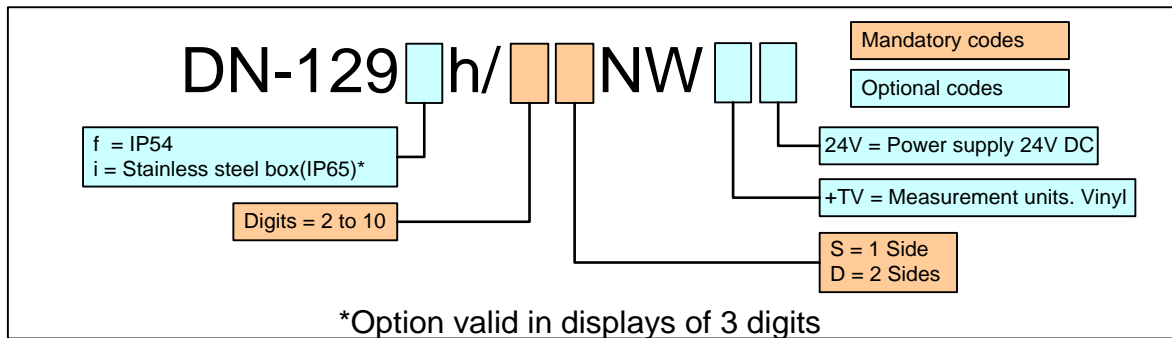 DN-129 h/ NW
Mandatory codes
Optional codes
f = IP54
i = Stainless steel box(IP65)*
24V = Power supply 24V DC
+TV = Measurement units. Vinyl
Digits = 2 to 10
S = 1 Side
D = 2 Sides
*Option valid in displays of 3 digits